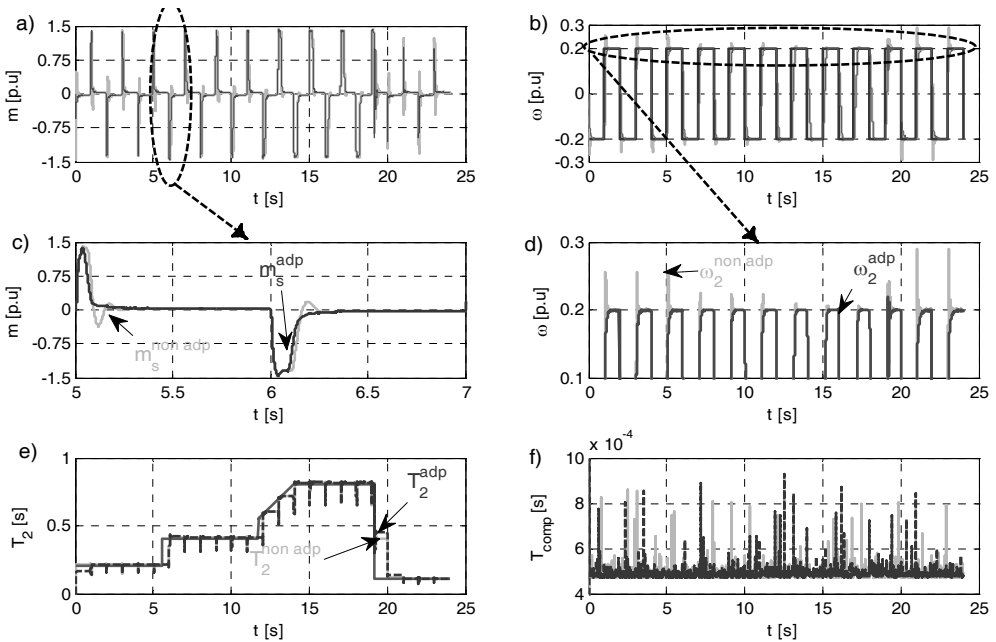 a)
m [p.u]
1.5
0.75
0
-0.75
-1.5
0 5 10 15 20 25
t [s]
b)
ω [p.u]
0.3
0.2
0
-0.2
-0.3
0 5 10 15 20 25
t [s]
c)
m [p.u]
1.5
0.75
0
-0.75
-1.5
m_s^adp
m_s^non adp
5 5.5 6 6.5 7
t [s]
d)
ω [p.u]
0.3
0.2
0.1
ω_2^non adp
ω_2^adp
0 5 10 15 20 25
t [s]
e)
T_2 [s]
1
0.5
0
T_2^adp
T_2^non adp
0 5 10 15 20 25
t [s]
f)
x 10^-4
T_comp [s]
10
8
6
4
0 5 10 15 20 25
t [s]